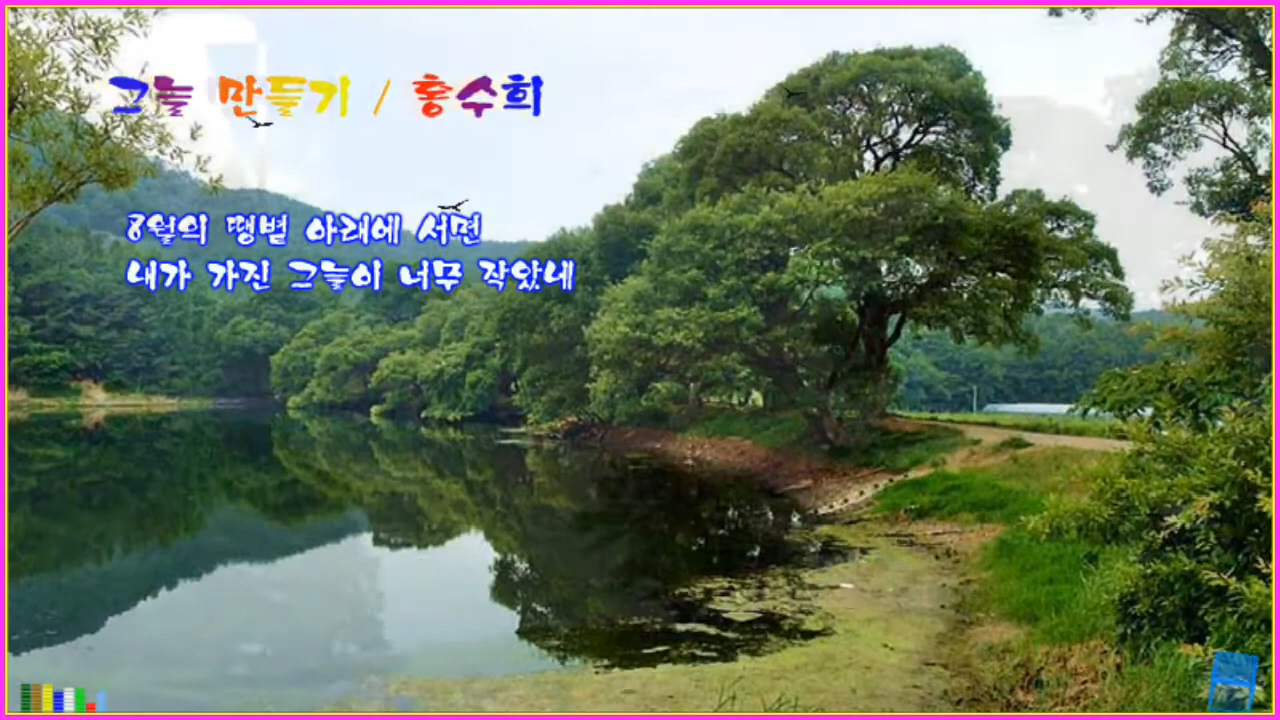 그늘 만들기 / 홍수희
8월의 땡볕 아래에 서면
내가 가진 그늘이 너무 작았네